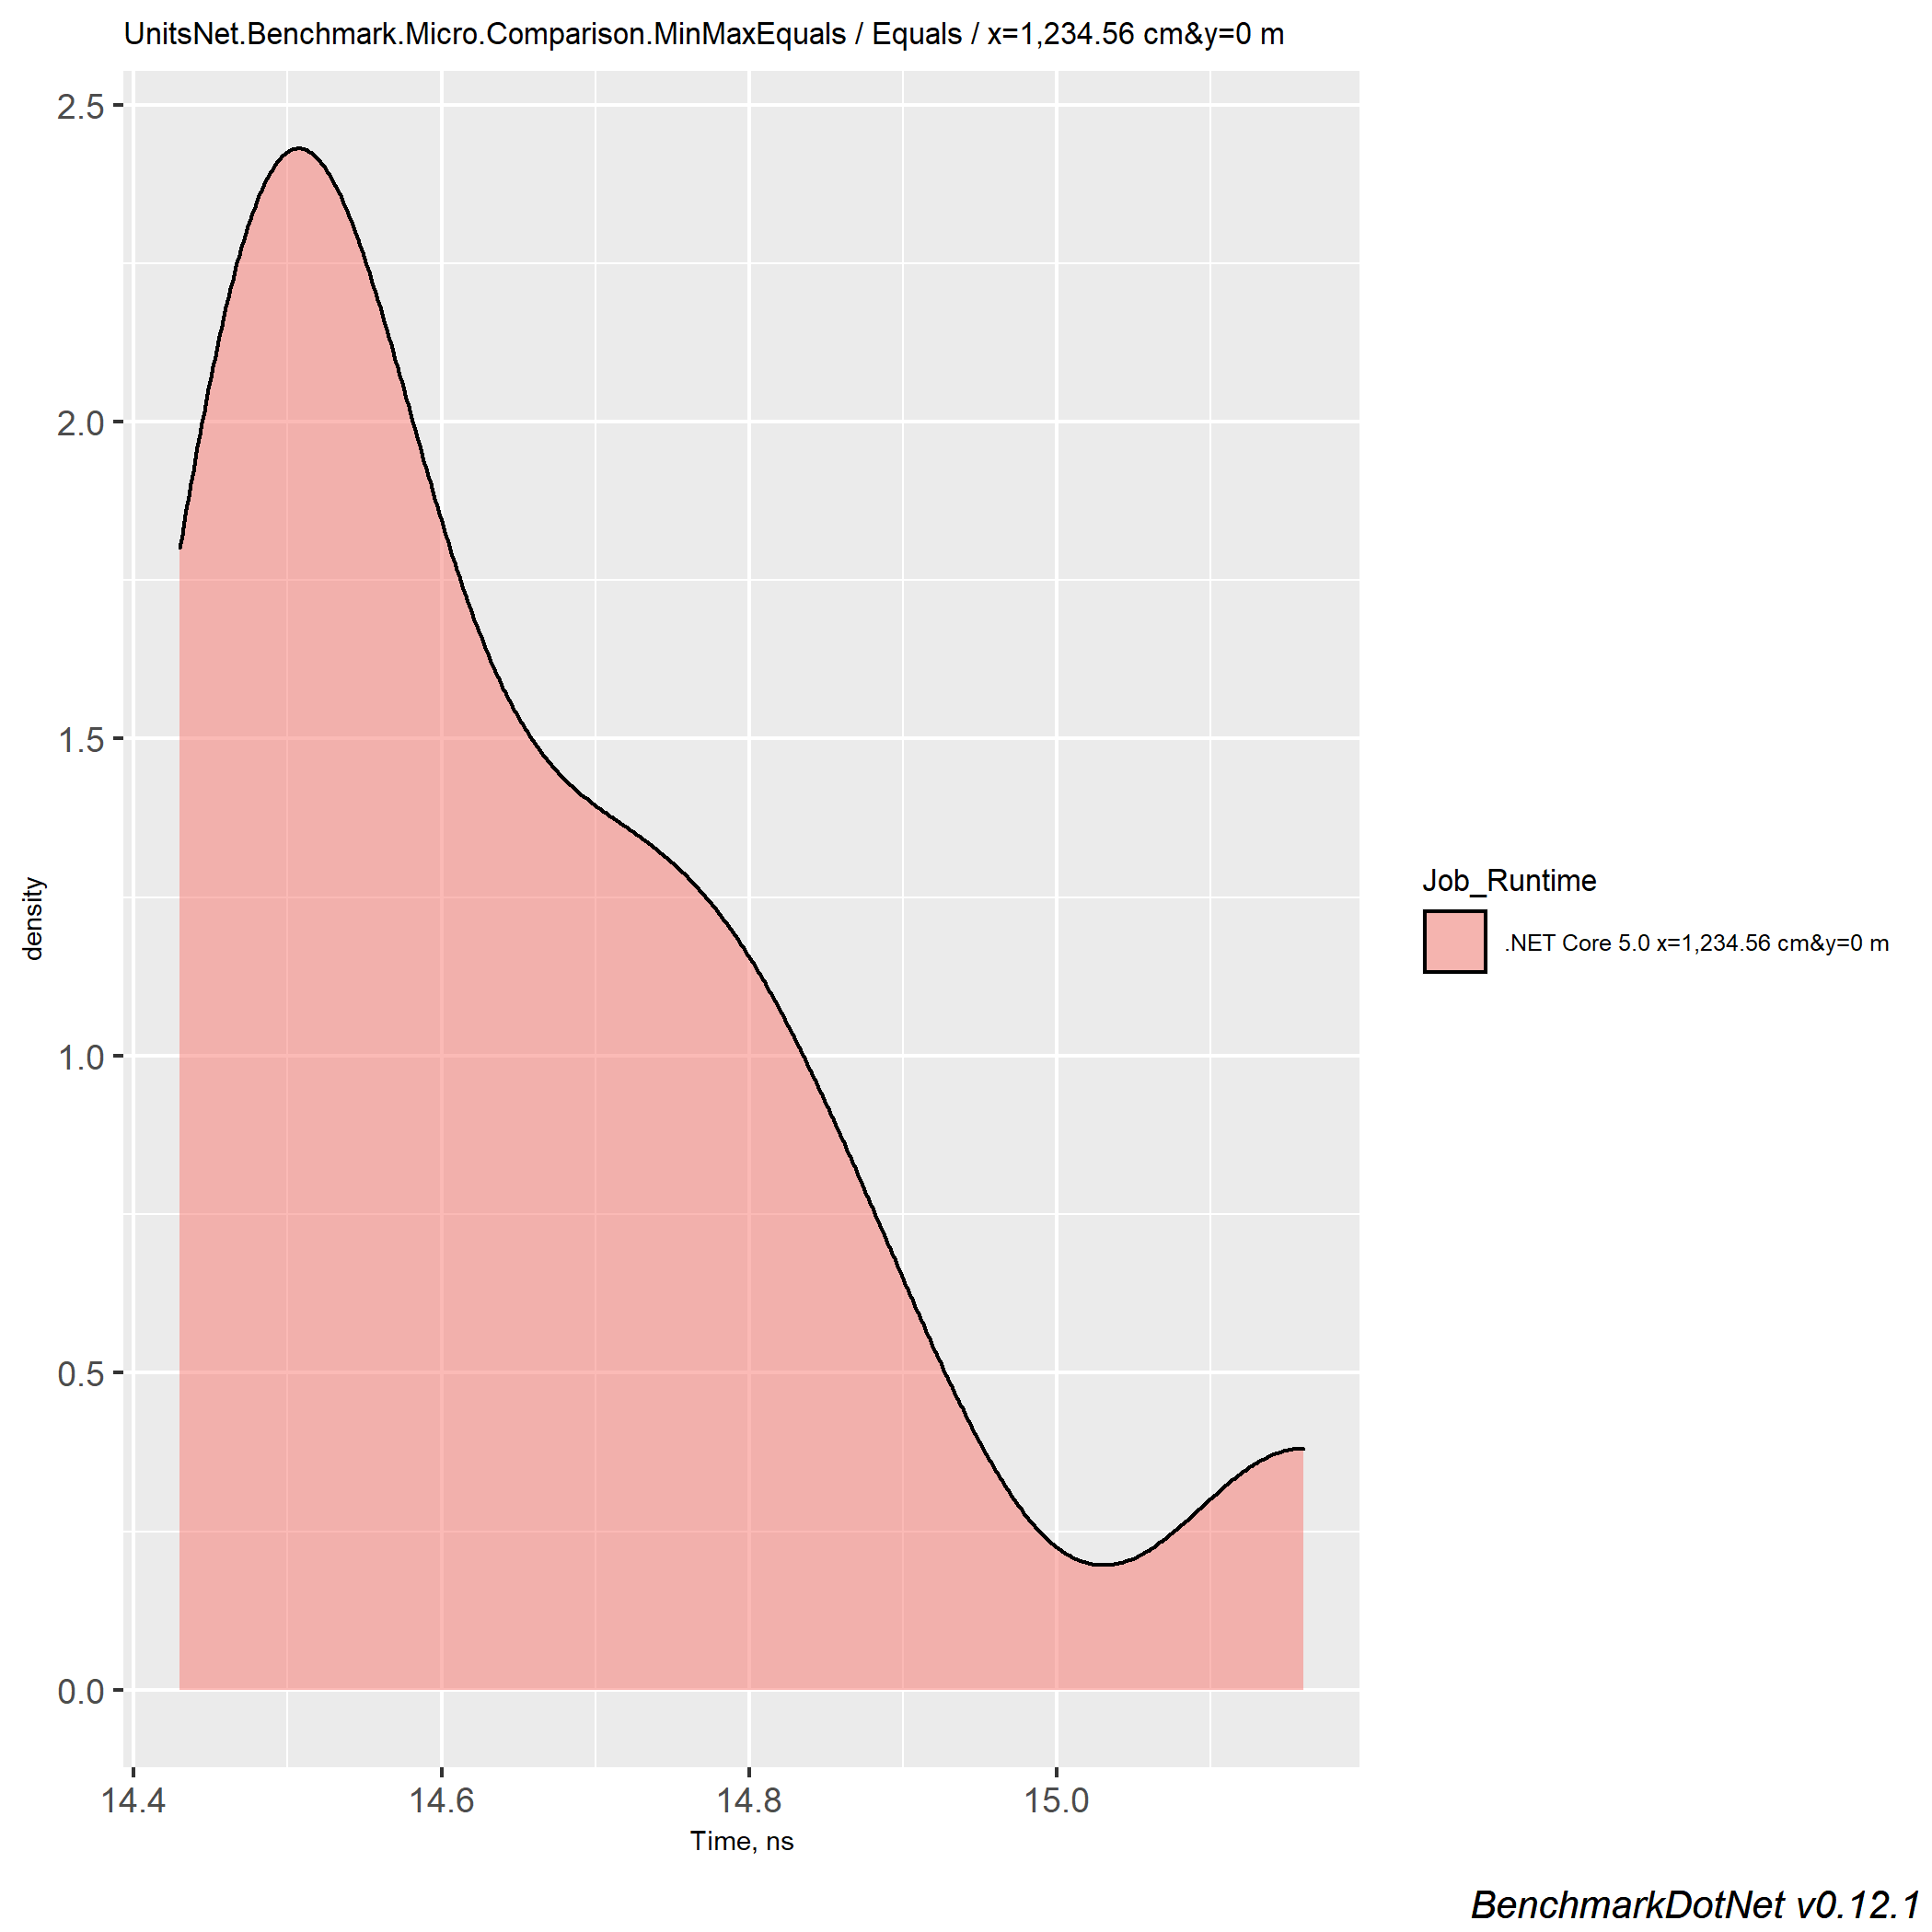 UnitsNet.Benchmark.Micro.Comparison.MinMaxEquals / Equals / x=1,234.56 cm&y=0 m
2.5
2.0
1.5
1.0
0.5
0.0
density
14.4 14.6 14.8 15.0
Time, ns
Job_Runtime
.NET Core 5.0 x=1,234.56 cm&y=0 m
BenchmarkDotNet v0.12.1